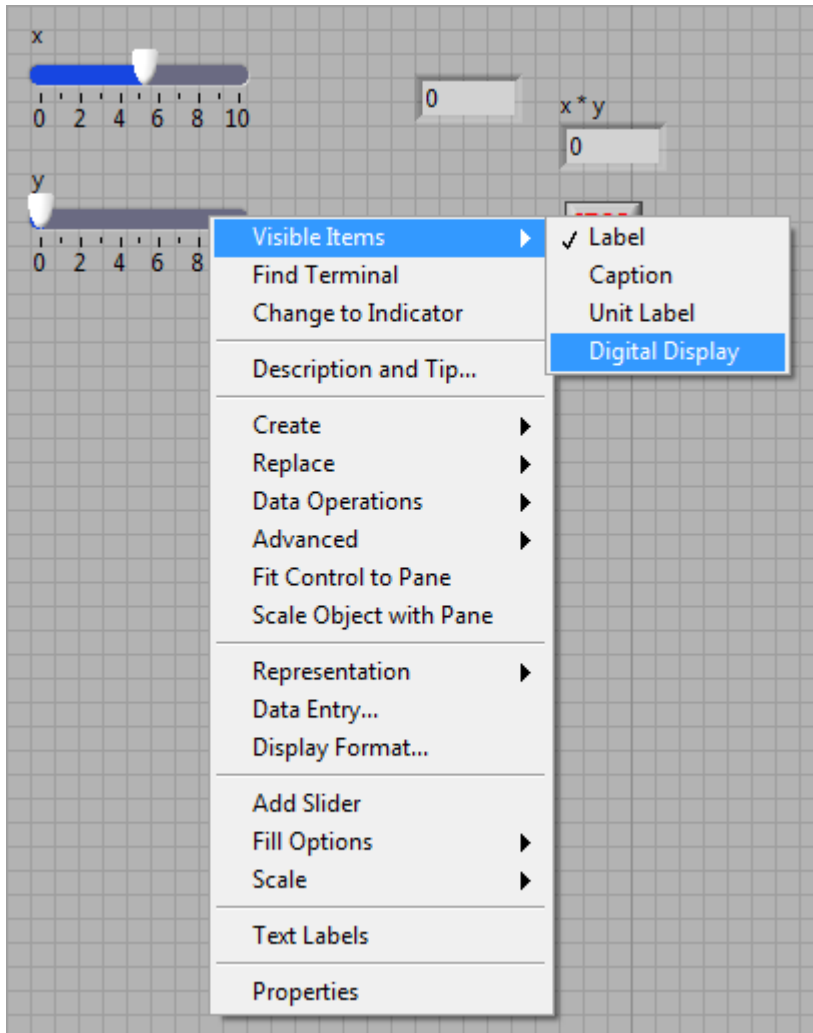 x
0 2 4 6 8 10
0
x * y
0
y
0 2 4 6 8
Visible Items
Find Terminal
Change to Indicator
Description and Tip...
Create
Replace
Data Operations
Advanced
Fit Control to Pane
Scale Object with Pane
Representation
Data Entry...
Display Format...
Add Slider
Fill Options
Scale
Text Labels
Properties
Label
Caption
Unit Label
Digital Display